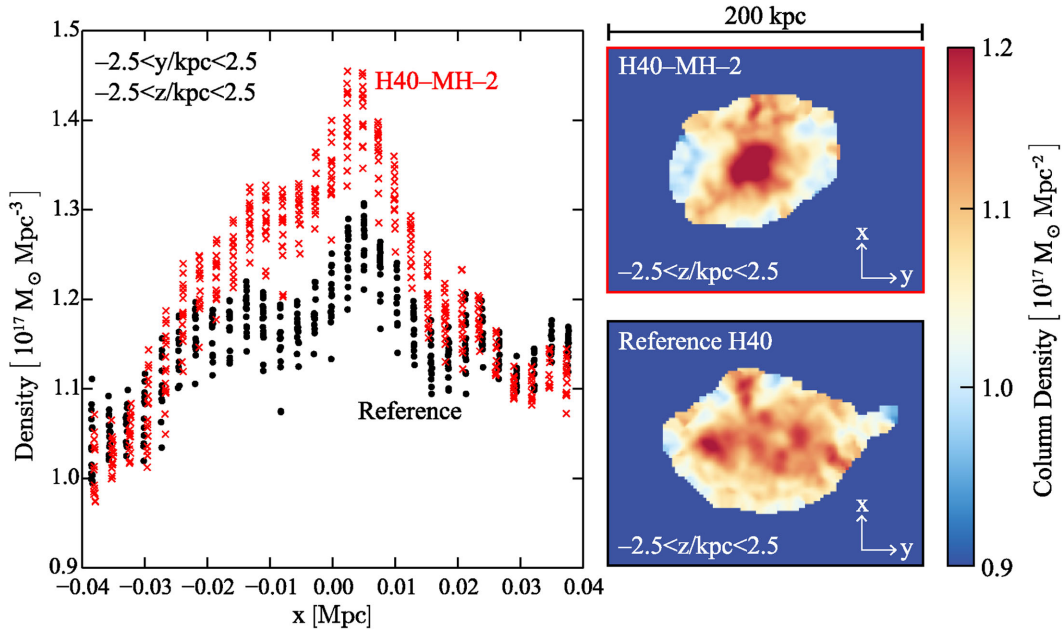 1.5
1.4
1.3
1.2
1.1
1.0
0.9
Density [ 10¹⁷ M⊙ Mpc⁻³ ]
−2.5<y/kpc<2.5
−2.5<z/kpc<2.5
H40−MH−2
Reference
−0.04 −0.03 −0.02 −0.01 0.00 0.01 0.02 0.03 0.04
x [Mpc]
200 kpc
H40−MH−2
x
y
−2.5<z/kpc<2.5
Reference H40
x
y
−2.5<z/kpc<2.5
1.2
1.1
1.0
0.9
Column Density [ 10¹⁷ M⊙ Mpc⁻² ]